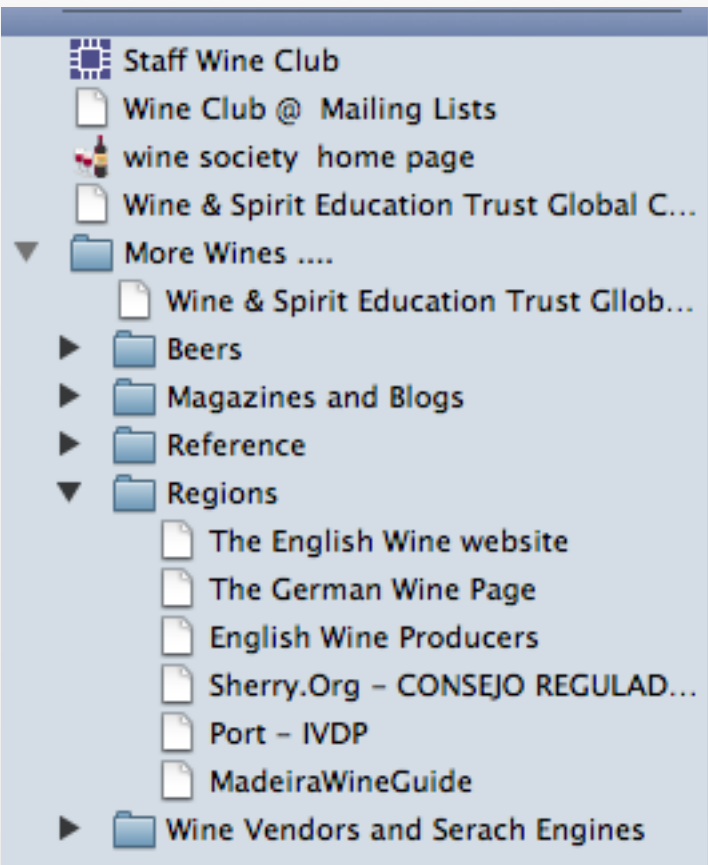 Staff Wine Club
Wine Club @ Mailing Lists
wine society home page
Wine & Spirit Education Trust Global C...
More Wines ....
Wine & Spirit Education Trust Gllob...
Beers
Magazines and Blogs
Reference
Regions
The English Wine website
The German Wine Page
English Wine Producers
Sherry.Org – CONSEJO REGULAD...
Port – IVDP
MadeiraWineGuide
Wine Vendors and Serach Engines